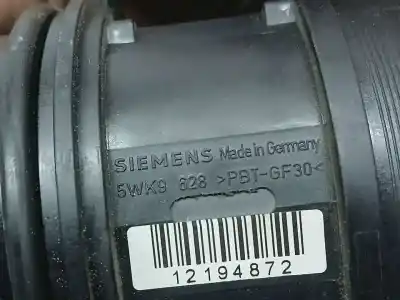 SIEMENS Made in Germany
5WK9 628 >PBT-GF30<
12194872